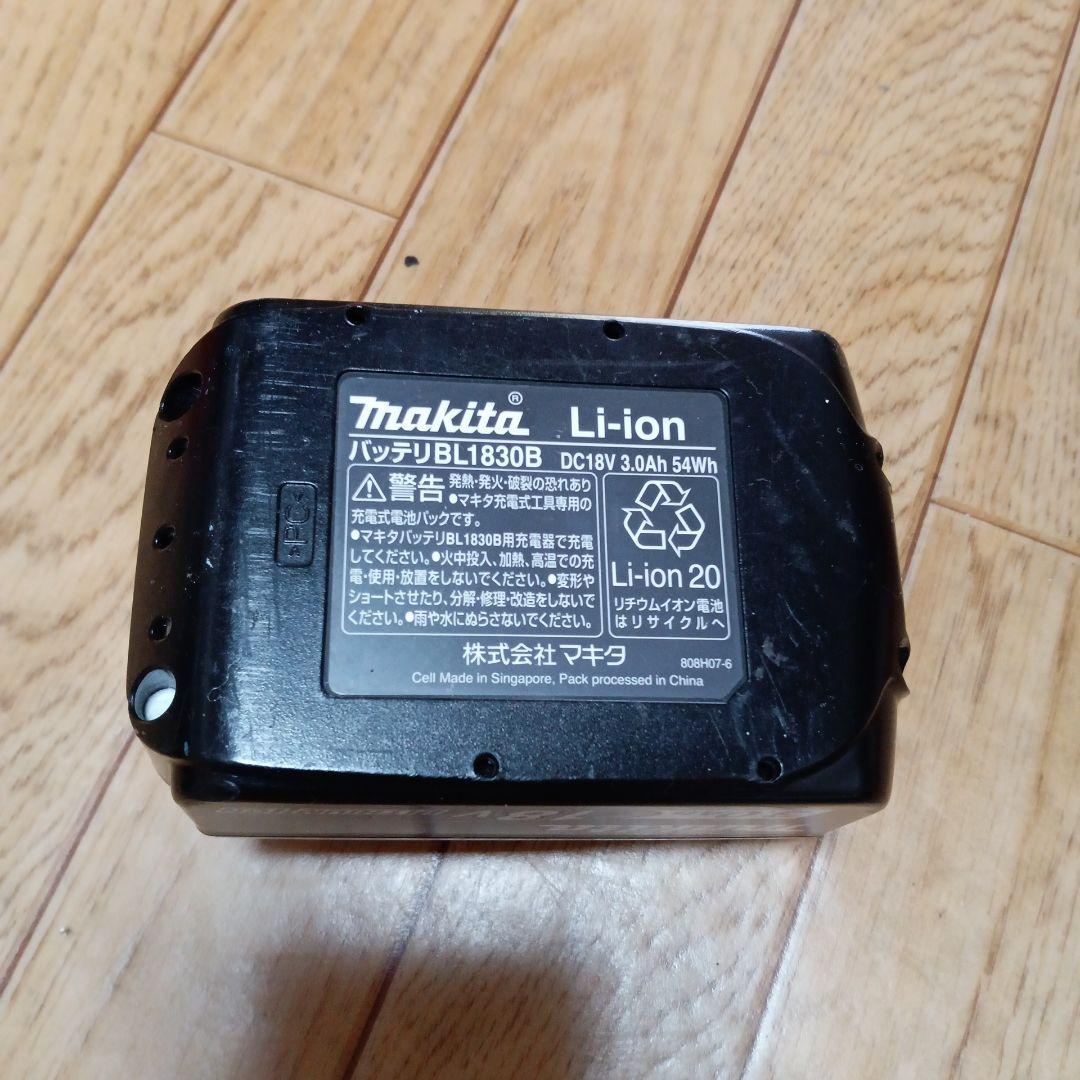 makita® Li-ion
バッテリBL1830B DC18V 3.0Ah 54Wh
警告 発熱・発火・破裂の恐れあり
●マキタ充電式工具専用の
充電式電池パックです。
●マキタバッテリBL1830B用充電器で充電
してください。●火中投入、加熱、高温での充
電・使用・放置をしないでください。●変形や
ショートさせたり、分解・修理・改造をしないで
ください。●雨や水にぬらさないでください。
Li-ion 20
リチウムイオン電池
はリサイクルへ
株式会社マキタ 808H07-6
Cell Made in Singapore, Pack processed in China
>PC<
18V